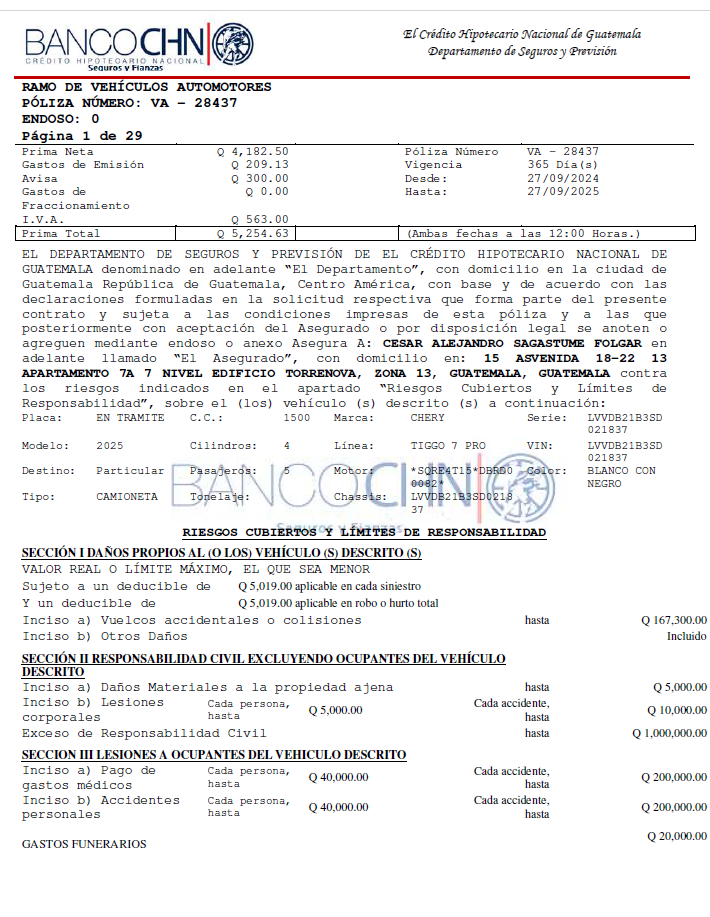 BANCOCHN
CRÉDITO HIPOTECARIO NACIONAL
Seguros y Fianzas
El Crédito Hipotecario Nacional de Guatemala
Departamento de Seguros y Previsión
RAMO DE VEHÍCULOS AUTOMOTORES
PÓLIZA NÚMERO: VA – 28437
ENDOSO: 0
Página 1 de 29
Prima Neta Q 4,182.50 Póliza Número VA – 28437
Gastos de Emisión Q 209.13 Vigencia 365 Día(s)
Avisa Q 300.00 Desde: 27/09/2024
Gastos de Q 0.00 Hasta: 27/09/2025
Fraccionamiento
I.V.A. Q 563.00
Prima Total Q 5,254.63 (Ambas fechas a las 12:00 Horas.)
EL DEPARTAMENTO DE SEGUROS Y PREVISIÓN DE EL CRÉDITO HIPOTECARIO NACIONAL DE
GUATEMALA denominado en adelante “El Departamento”, con domicilio en la ciudad de
Guatemala República de Guatemala, Centro América, con base y de acuerdo con las
declaraciones formuladas en la solicitud respectiva que forma parte del presente
contrato y sujeta a las condiciones impresas de esta póliza y a las que
posteriormente con aceptación del Asegurado o por disposición legal se anoten o
agreguen mediante endoso o anexo Asegura A: CESAR ALEJANDRO SAGASTUME FOLGAR en
adelante llamado “El Asegurado”, con domicilio en: 15 ASVENIDA 18-22 13
APARTAMENTO 7A 7 NIVEL EDIFICIO TORRENOVA, ZONA 13, GUATEMALA, GUATEMALA contra
los riesgos indicados en el apartado “Riesgos Cubiertos y Límites de
Responsabilidad”, sobre el (los) vehículo (s) descrito (s) a continuación:
Placa: EN TRAMITE C.C.: 1500 Marca: CHERY Serie: LVVDB21B3SD
021837
Modelo: 2025 Cilindros: 4 Línea: TIGGO 7 PRO VIN: LVVDB21B3SD
021837
Destino: Particular Pasajeros: 5 Motor: *SQRE4T15*DBRD0 Color: BLANCO CON
0082* NEGRO
Tipo: CAMIONETA Tonelaje: Chassis: LVVDB21B3SD0218
37
BANCOCHN
Seguros y Fianzas
RIESGOS CUBIERTOS Y LÍMITES DE RESPONSABILIDAD
SECCIÓN I DAÑOS PROPIOS AL (O LOS) VEHÍCULO (S) DESCRITO (S)
VALOR REAL O LÍMITE MÁXIMO, EL QUE SEA MENOR
Sujeto a un deducible de Q 5,019.00 aplicable en cada siniestro
Y un deducible de Q 5,019.00 aplicable en robo o hurto total
Inciso a) Vuelcos accidentales o colisiones hasta Q 167,300.00
Inciso b) Otros Daños Incluido
SECCIÓN II RESPONSABILIDAD CIVIL EXCLUYENDO OCUPANTES DEL VEHÍCULO
DESCRITO
Inciso a) Daños Materiales a la propiedad ajena hasta Q 5,000.00
Inciso b) Lesiones Cada persona, Q 5,000.00 Cada accidente, Q 10,000.00
corporales hasta hasta
Exceso de Responsabilidad Civil hasta Q 1,000,000.00
SECCION III LESIONES A OCUPANTES DEL VEHICULO DESCRITO
Inciso a) Pago de Cada persona, Q 40,000.00 Cada accidente, Q 200,000.00
gastos médicos hasta hasta
Inciso b) Accidentes Cada persona, Q 40,000.00 Cada accidente, Q 200,000.00
personales hasta hasta
Q 20,000.00
GASTOS FUNERARIOS